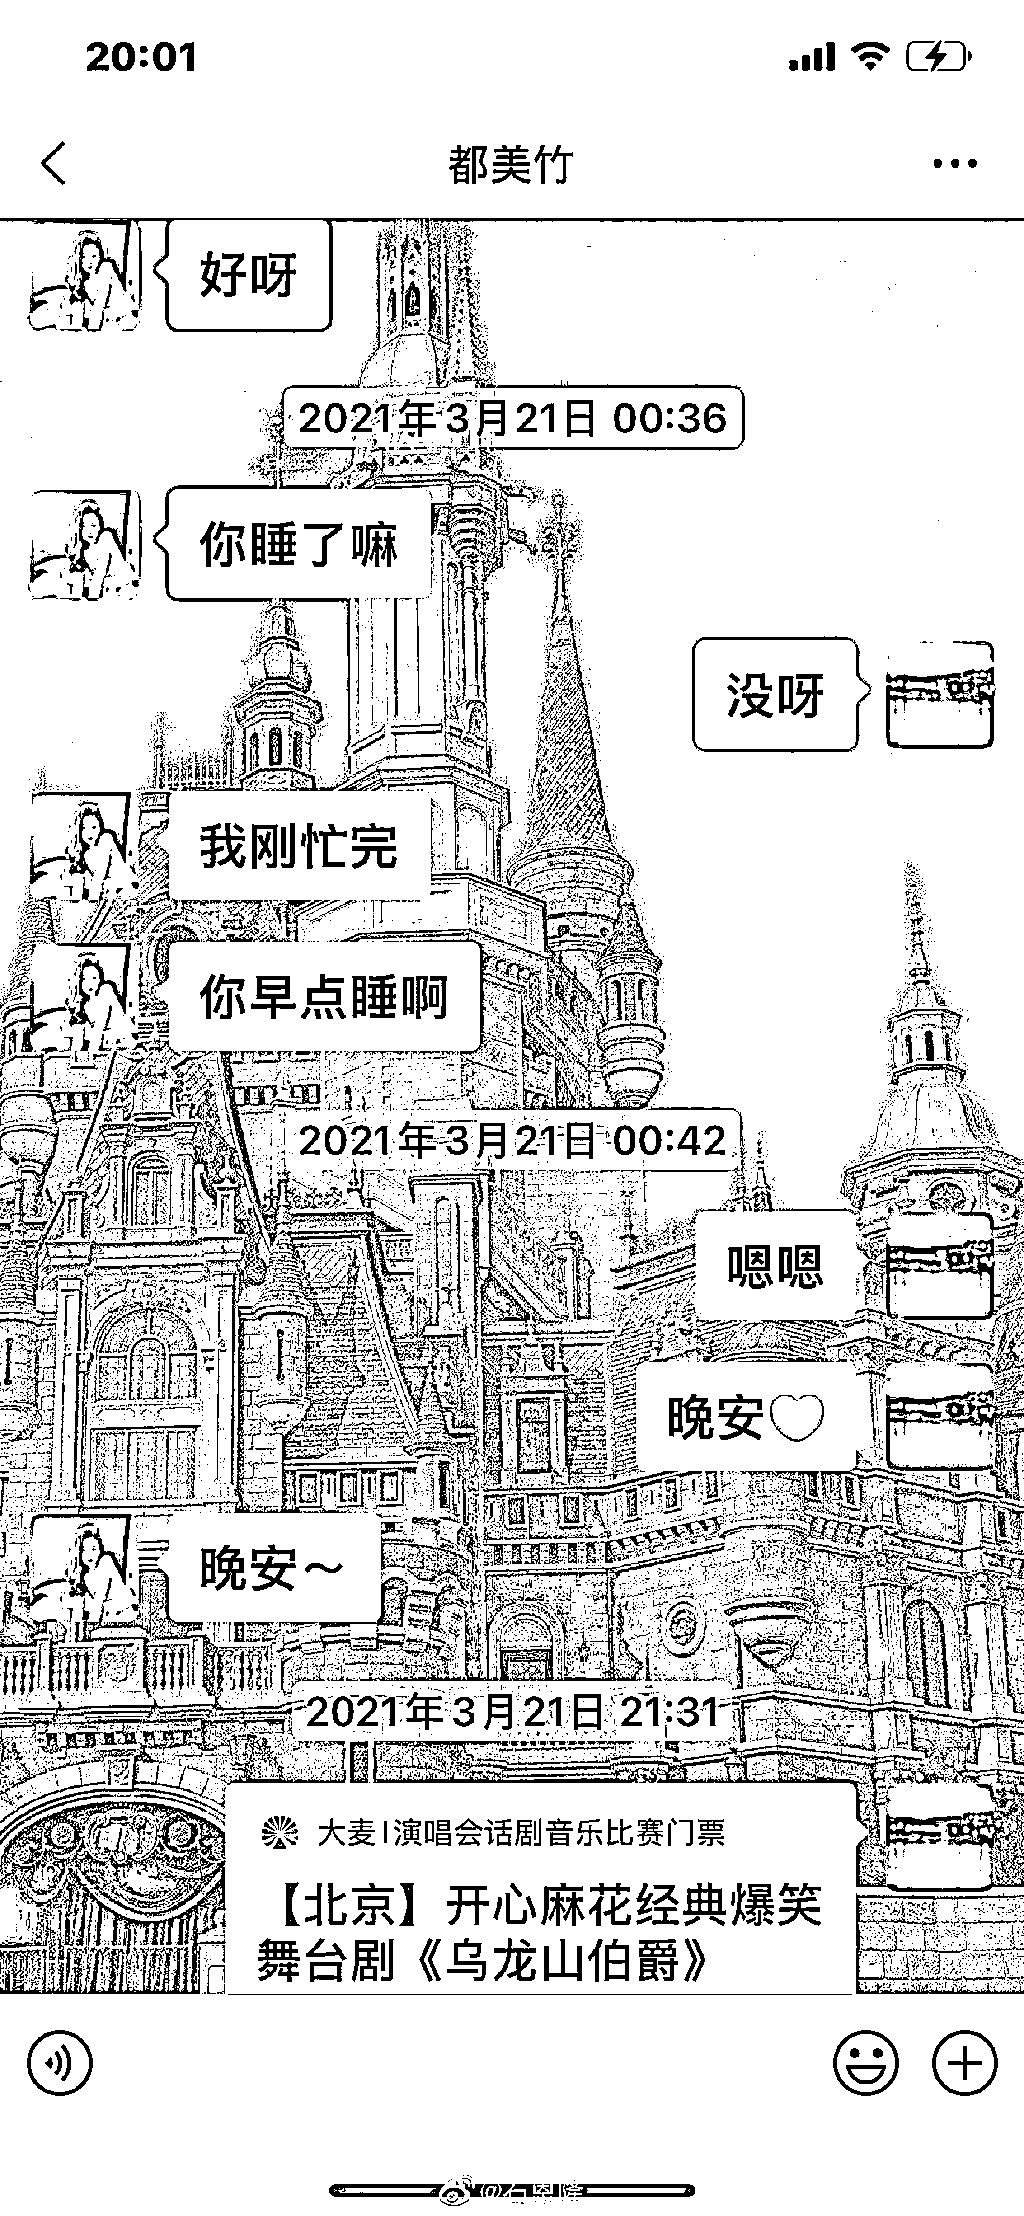 20:01
都美竹
好呀
2021年3月21日 00:36
你睡了嘛
没呀
我刚忙完
你早点睡啊
2021年3月21日 00:42
嗯嗯
晚安♡
晚安～
2021年3月21日 21:31
大麦|演唱会话剧音乐比赛门票
【北京】开心麻花经典爆笑
舞台剧《乌龙山伯爵》